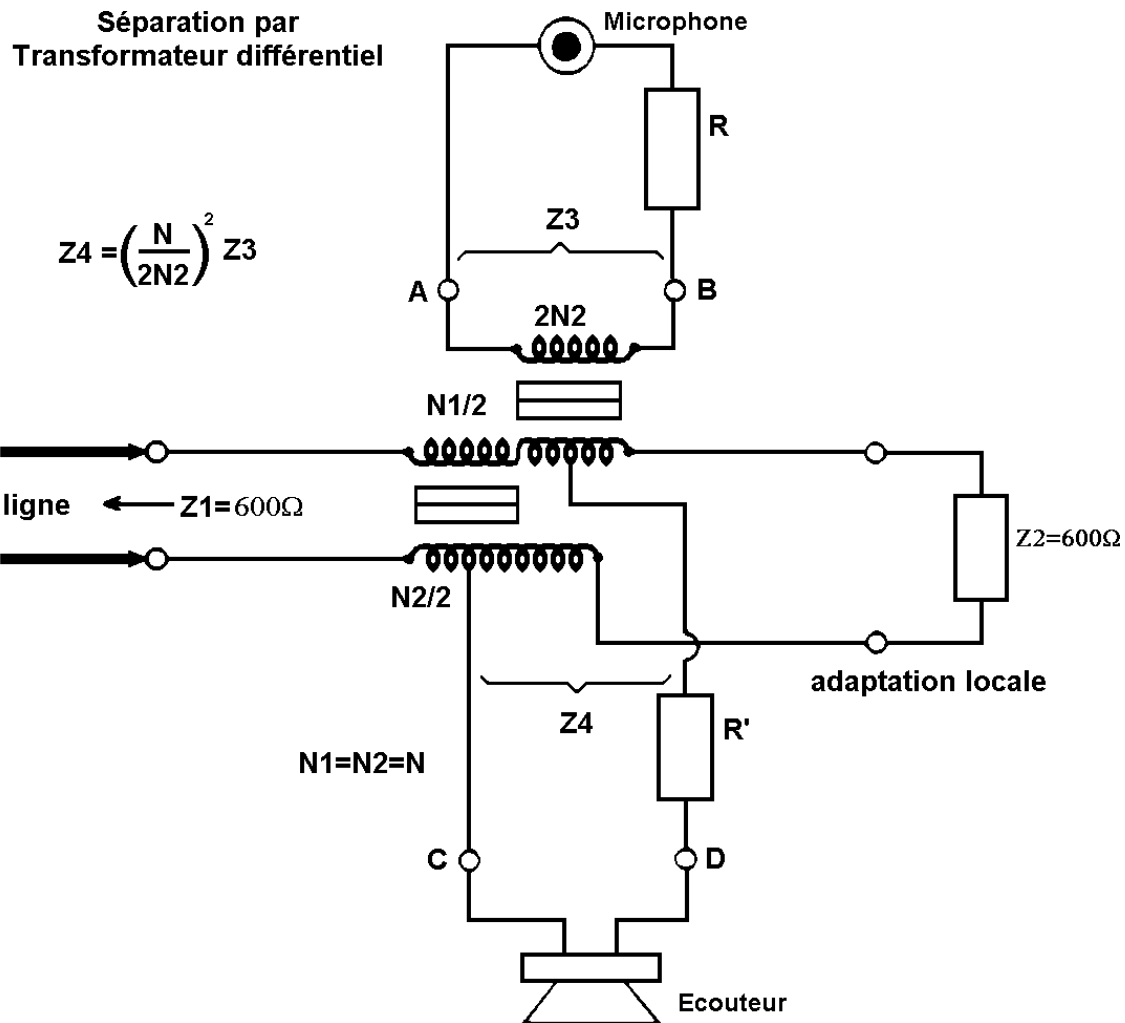 Séparation par
Transformateur différentiel
Microphone
R
Z3
Z4 = (N/2N2)² Z3
A
B
2N2
N1/2
ligne
Z1=600Ω
Z2=600Ω
N2/2
adaptation locale
Z4
R'
N1=N2=N
C
D
Ecouteur